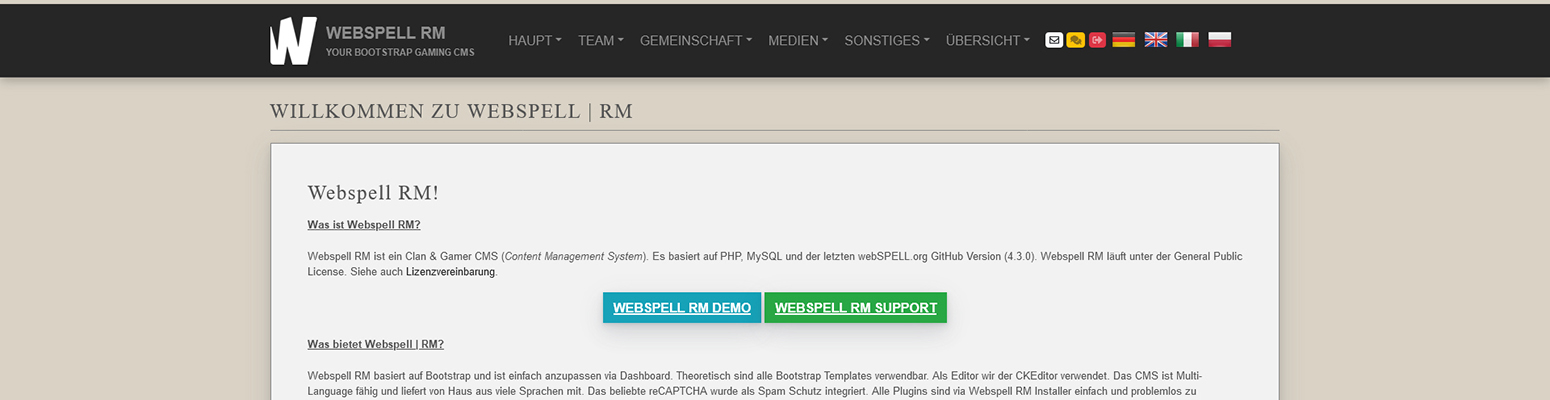 WEBSPELL RM
YOUR BOOTSTRAP GAMING CMS
HAUPT TEAM GEMEINSCHAFT MEDIEN SONSTIGES ÜBERSICHT
WILLKOMMEN ZU WEBSPELL | RM
Webspell RM!
Was ist Webspell RM?
Webspell RM ist ein Clan & Gamer CMS (Content Management System). Es basiert auf PHP, MySQL und der letzten webSPELL.org GitHub Version (4.3.0). Webspell RM läuft unter der General Public
License. Siehe auch Lizenzvereinbarung.
WEBSPELL RM DEMO WEBSPELL RM SUPPORT
Was bietet Webspell | RM?
Webspell RM basiert auf Bootstrap und ist einfach anzupassen via Dashboard. Theoretisch sind alle Bootstrap Templates verwendbar. Als Editor wir der CKEditor verwendet. Das CMS ist Multi-
Language fähig und liefert von Haus aus viele Sprachen mit. Das beliebte reCAPTCHA wurde als Spam Schutz integriert. Alle Plugins sind via Webspell RM Installer einfach und problemlos zu